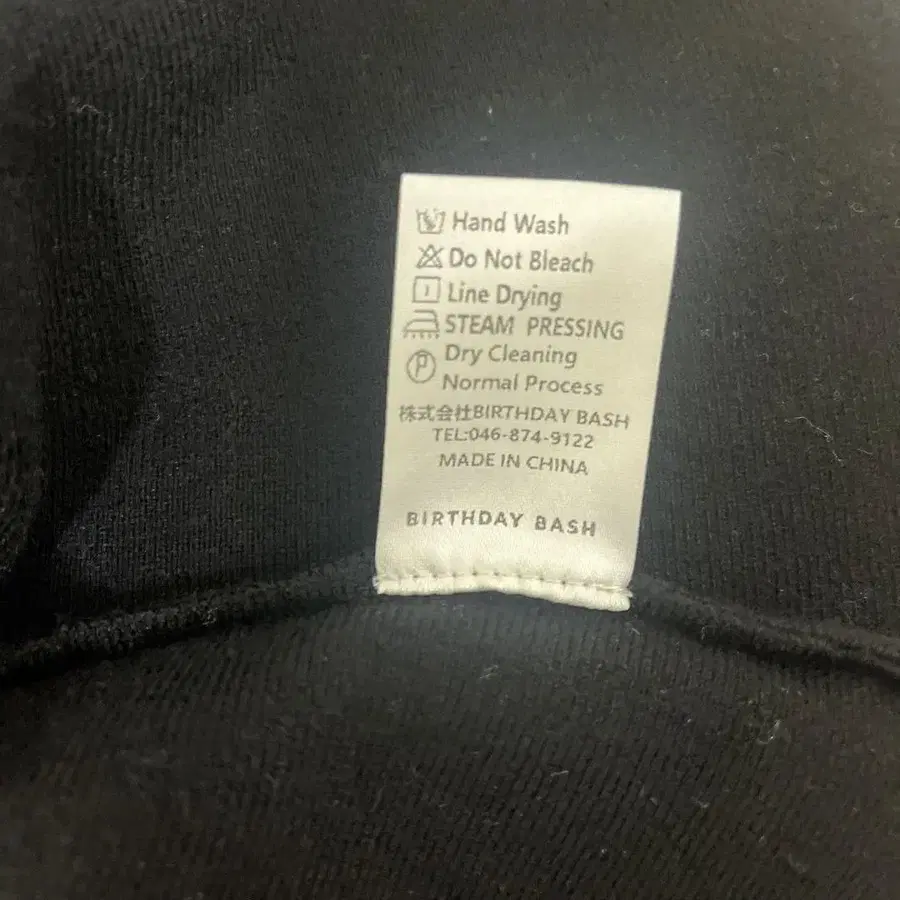 Hand Wash
Do Not Bleach
Line Drying
STEAM PRESSING
P
Dry Cleaning
Normal Process
株式会社BIRTHDAY BASH
TEL:046-874-9122
MADE IN CHINA
BIRTHDAY BASH